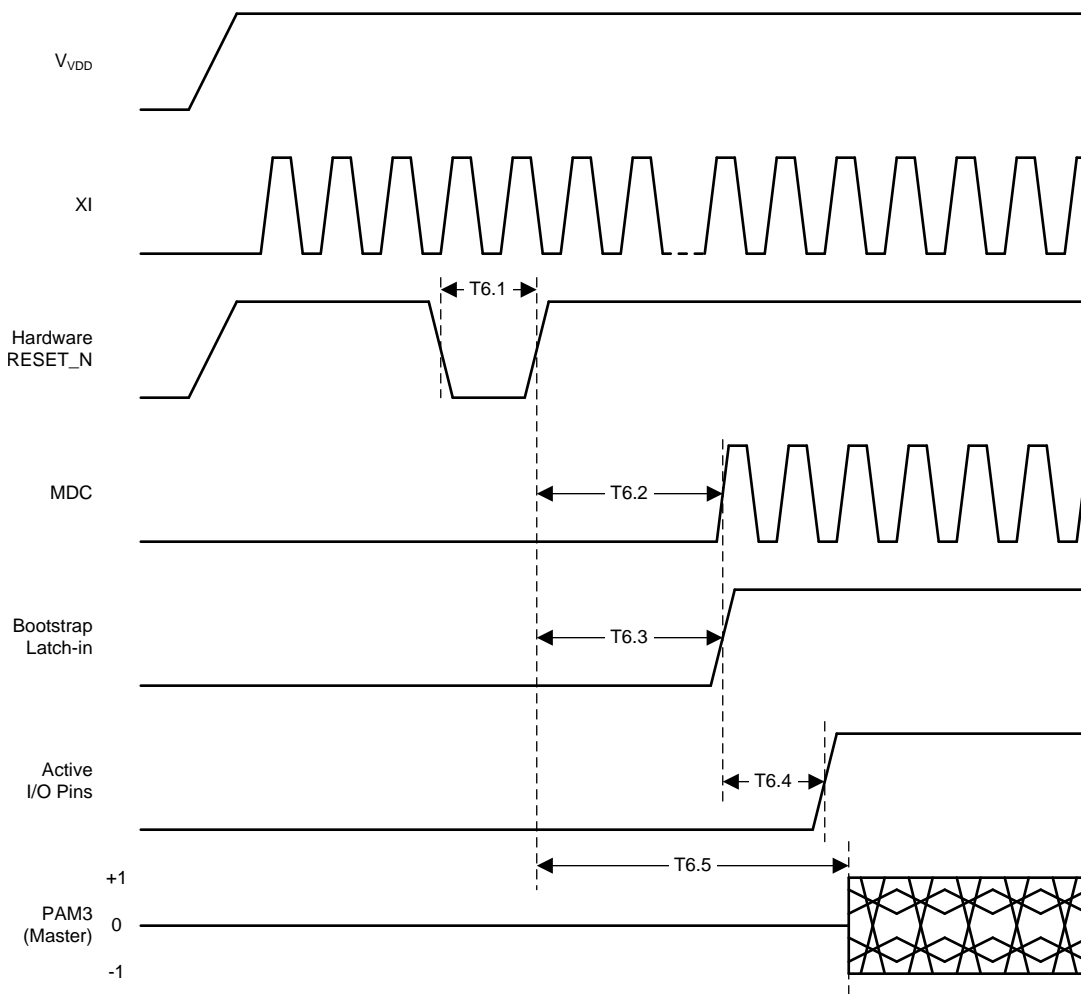 VVDD
XI
T6.1
Hardware
RESET_N
MDC
T6.2
Bootstrap
Latch-in
T6.3
Active
I/O Pins
T6.4
T6.5
+1
PAM3
(Master)
0
-1